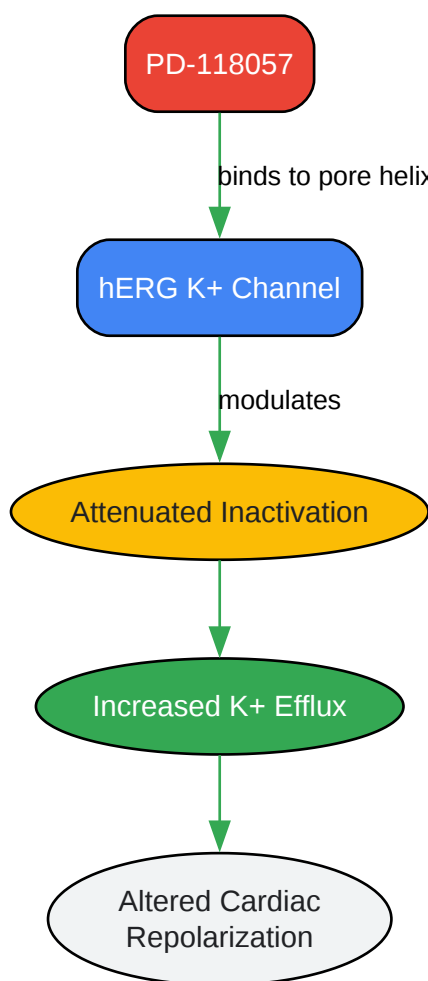 PD-118057
binds to pore helix
hERG K+ Channel
modulates
Attenuated Inactivation
Increased K+ Efflux
Altered Cardiac
Repolarization